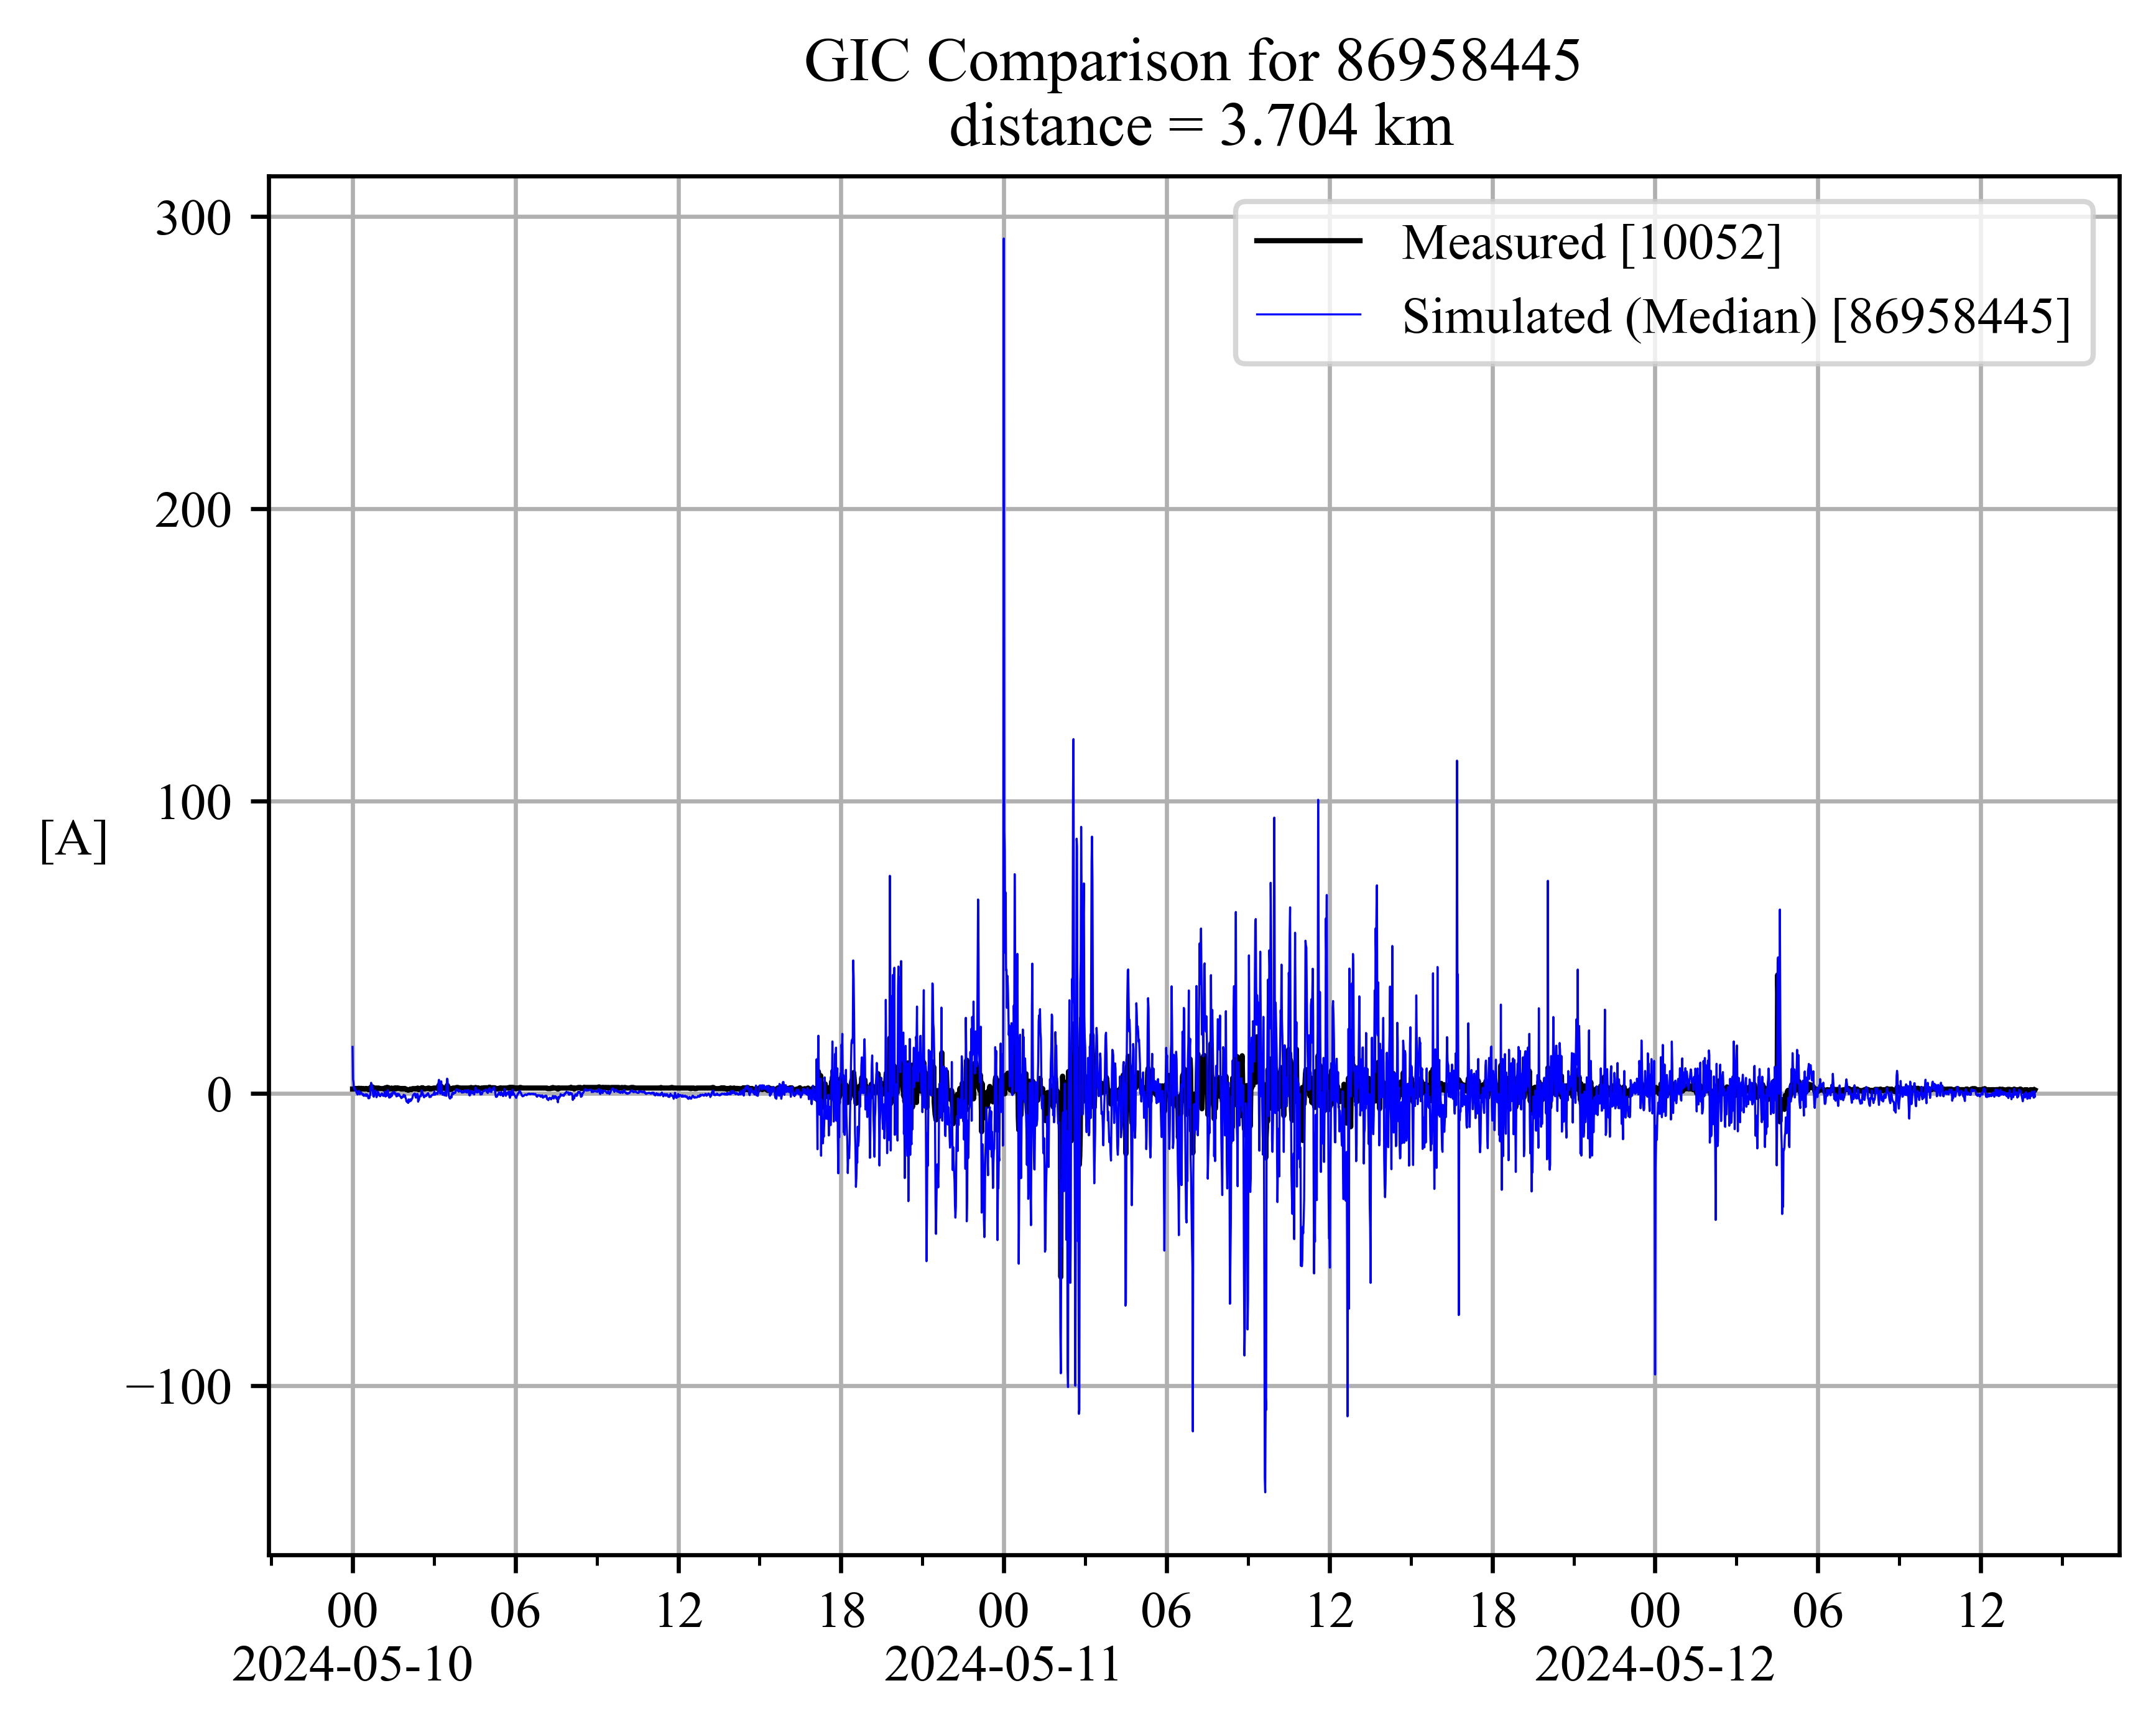 GIC Comparison for 86958445
distance = 3.704 km
Measured [10052]
Simulated (Median) [86958445]
300
200
100
0
−100
[A]
00 06 12 18 00 06 12 18 00 06 12
2024-05-10 2024-05-11 2024-05-12